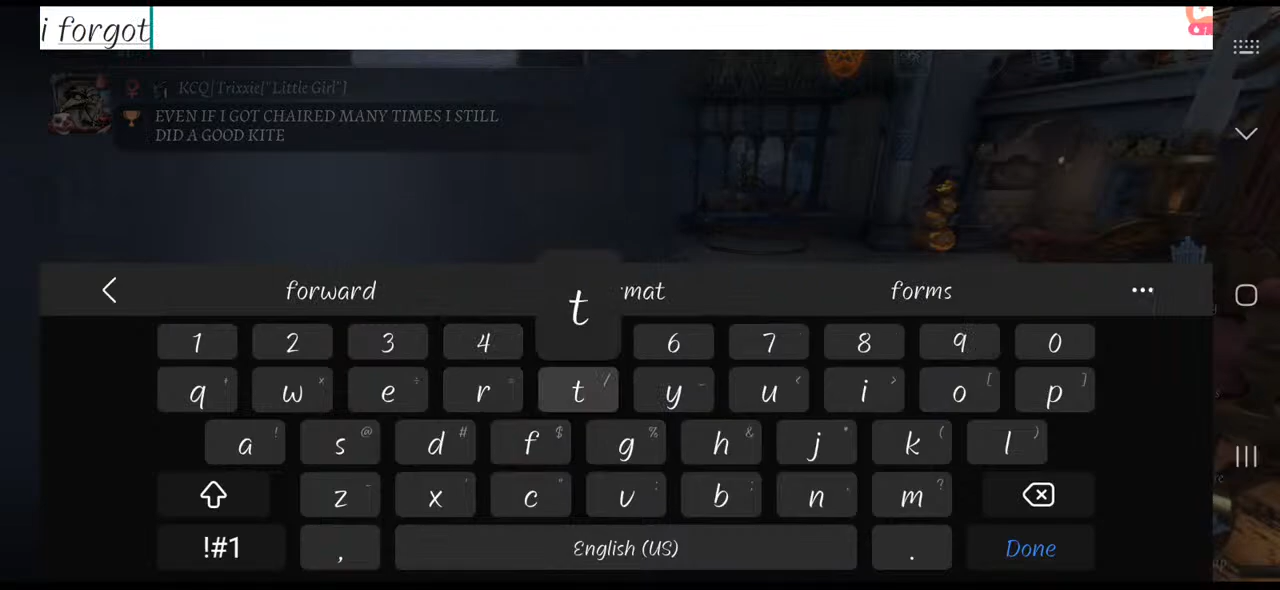 i forgot
KCQ|Trixxie["Little Girl"]
EVEN IF I GOT CHAIRED MANY TIMES I STILL
DID A GOOD KITE
forward t mat forms •••
1 2 3 4 6 7 8 9 0
q w e r t y u i o p
a s d f g h j k l
z x c v b n m
!#1 , English (US) . Done